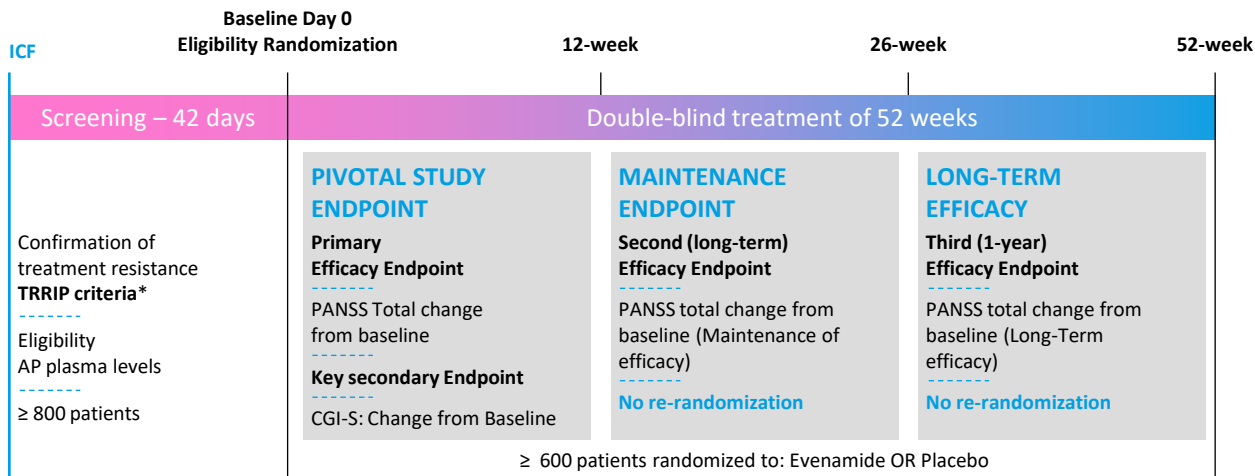 Baseline Day 0
Eligibility Randomization
ICF
12-week
26-week
52-week
Screening – 42 days
Double-blind treatment of 52 weeks
Confirmation of
treatment resistance
TRRIP criteria*
Eligibility
AP plasma levels
≥ 800 patients
PIVOTAL STUDY
ENDPOINT
Primary
Efficacy Endpoint
PANSS Total change
from baseline
Key secondary Endpoint
CGI-S: Change from Baseline
MAINTENANCE
ENDPOINT
Second (long-term)
Efficacy Endpoint
PANSS total change from
baseline (Maintenance of
efficacy)
No re-randomization
LONG-TERM
EFFICACY
Third (1-year)
Efficacy Endpoint
PANSS total change from
baseline (Long-Term
efficacy)
No re-randomization
≥ 600 patients randomized to: Evenamide OR Placebo